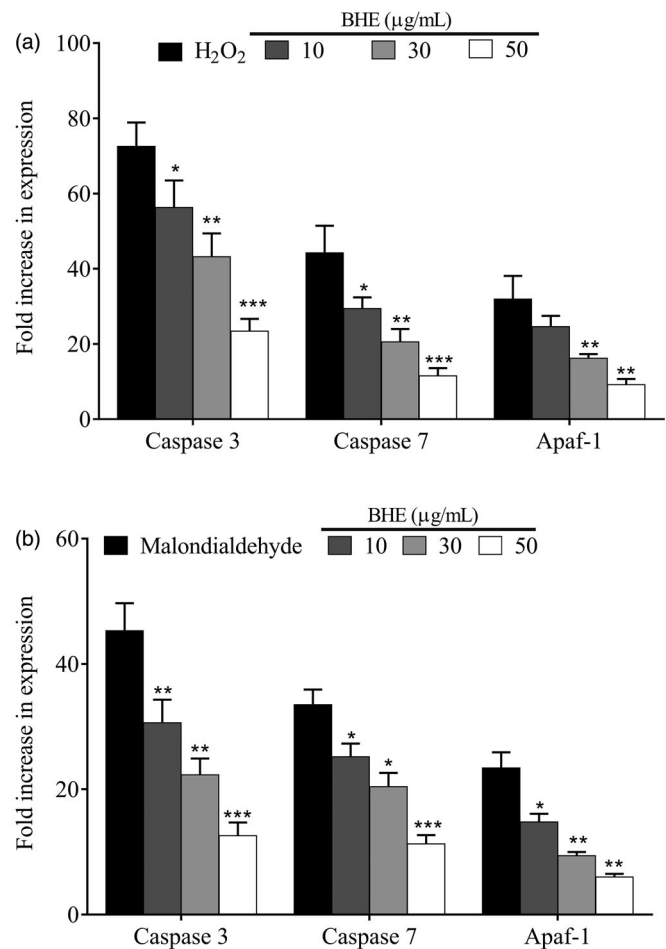 (a)
BHE (µg/mL)
H₂O₂ 10 30 50
Fold increase in expression
100
80
60
40
20
0
* ** ***
* ** ***
** **
Caspase 3 Caspase 7 Apaf-1
(b)
BHE (µg/mL)
Malondialdehyde 10 30 50
Fold increase in expression
60
40
20
0
** ** ***
* * ***
* ** **
Caspase 3 Caspase 7 Apaf-1